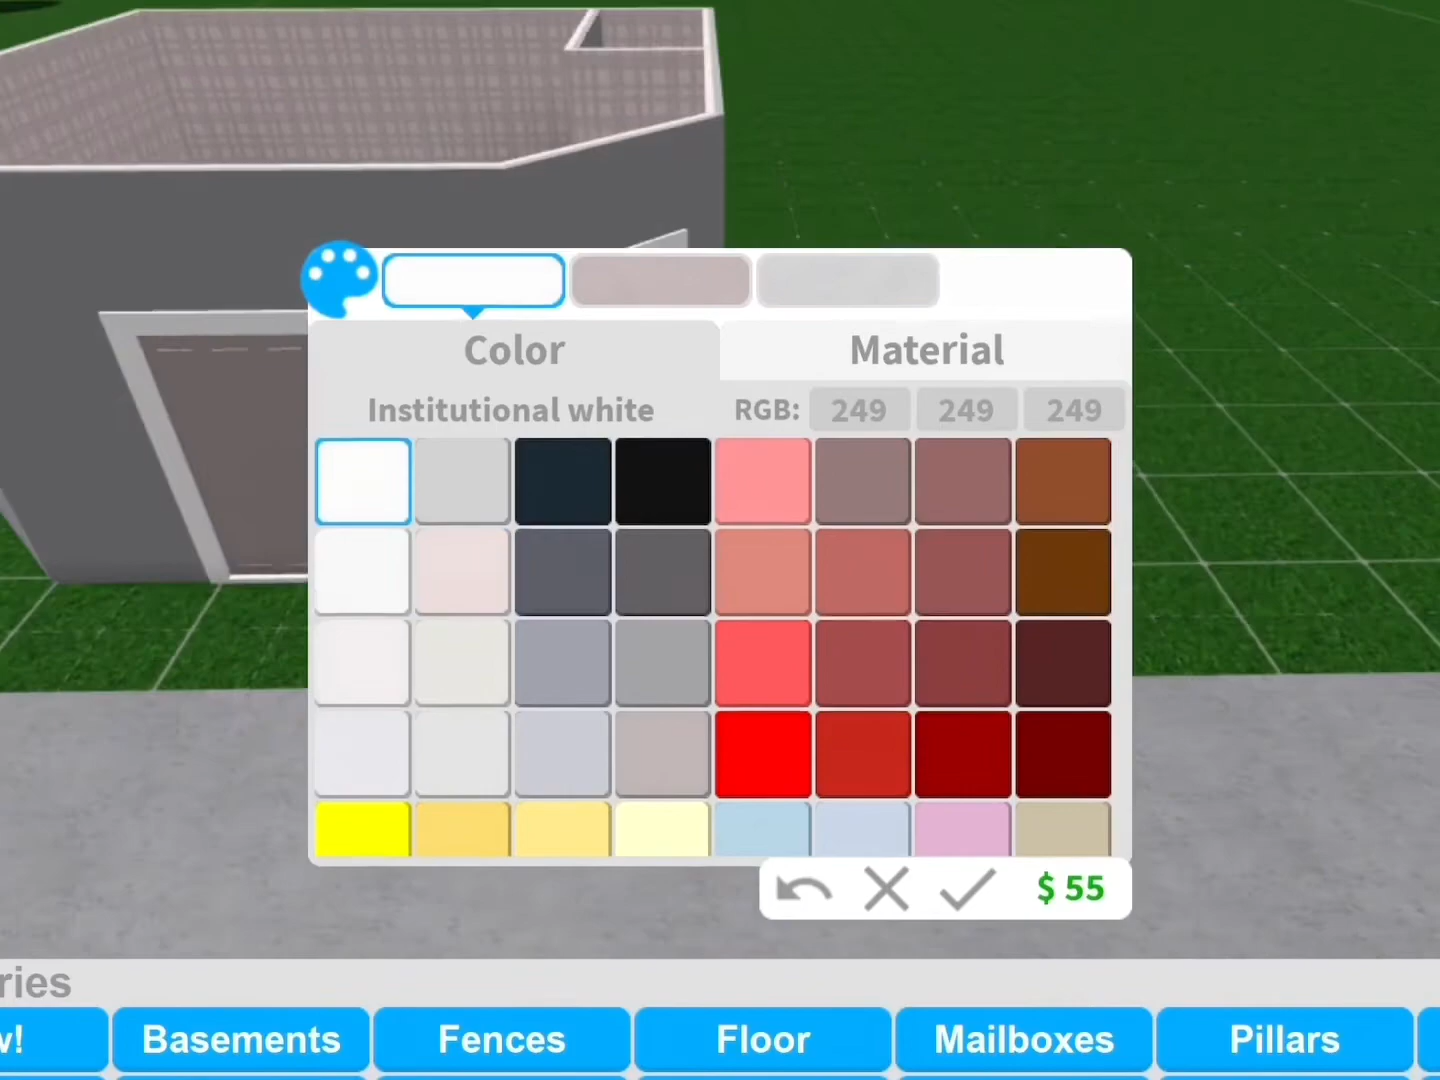 Color
Material
Institutional white
RGB: 249 249 249
$ 55
ries
w!
Basements
Fences
Floor
Mailboxes
Pillars